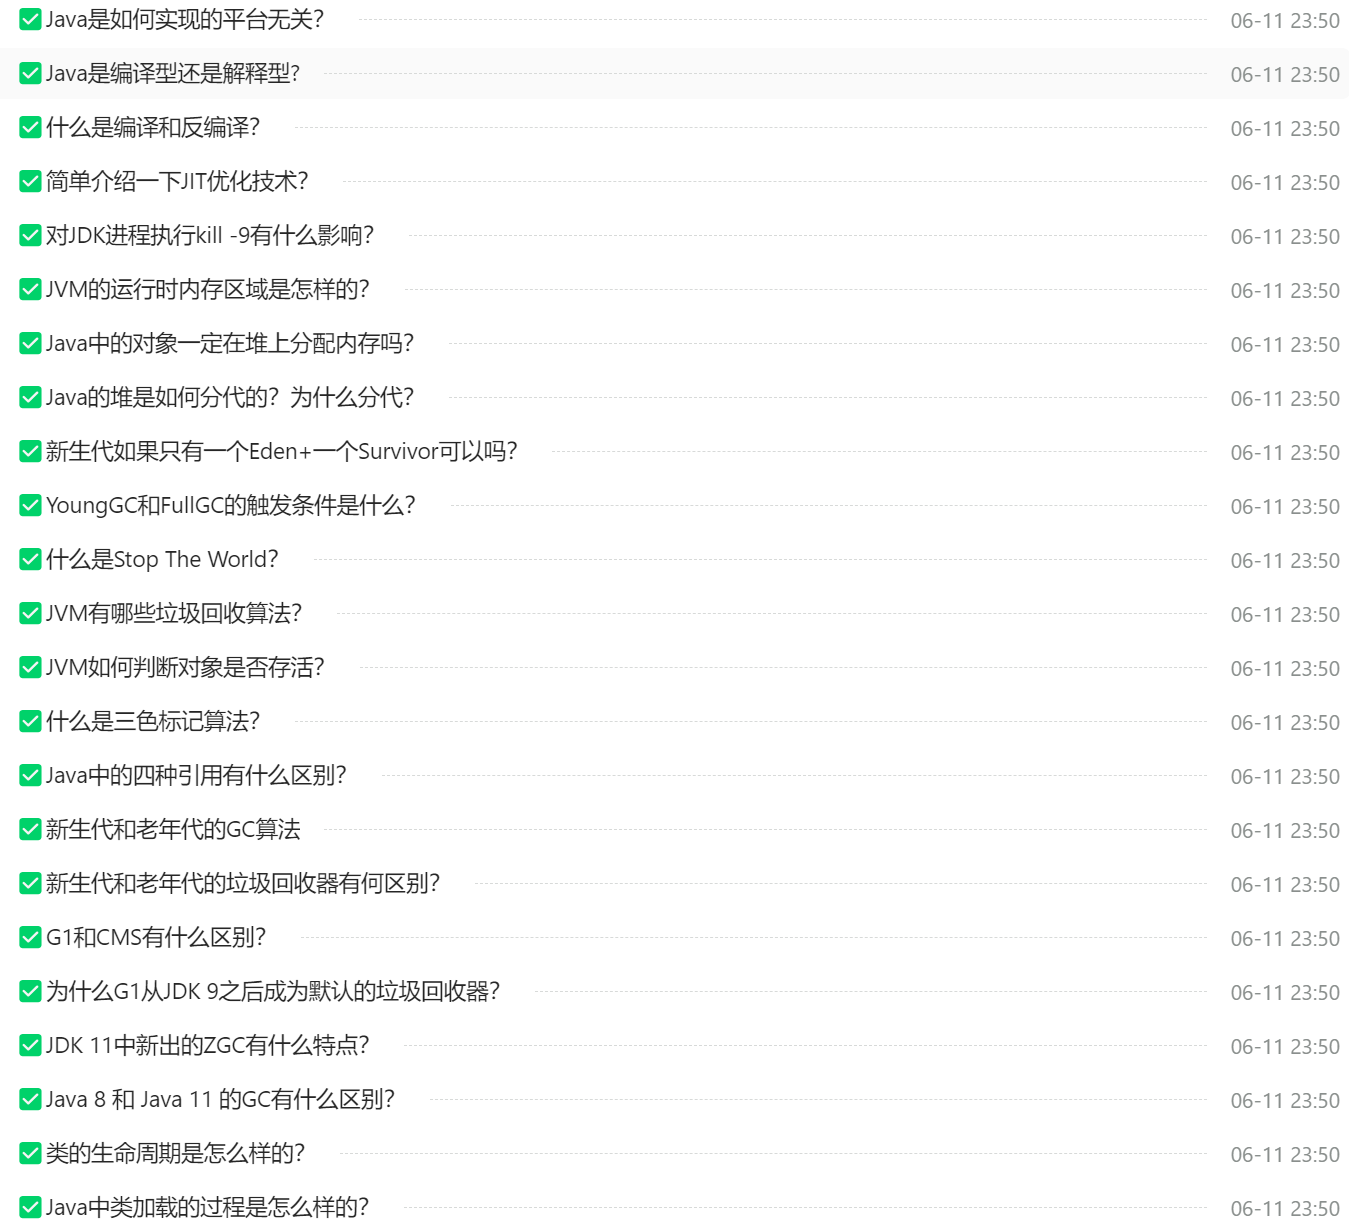 Java是如何实现的平台无关？ 06-11 23:50
Java是编译型还是解释型? 06-11 23:50
什么是编译和反编译？ 06-11 23:50
简单介绍一下JIT优化技术？ 06-11 23:50
对JDK进程执行kill -9有什么影响？ 06-11 23:50
JVM的运行时内存区域是怎样的？ 06-11 23:50
Java中的对象一定在堆上分配内存吗？ 06-11 23:50
Java的堆是如何分代的？为什么分代？ 06-11 23:50
新生代如果只有一个Eden+一个Survivor可以吗？ 06-11 23:50
YoungGC和FullGC的触发条件是什么？ 06-11 23:50
什么是Stop The World？ 06-11 23:50
JVM有哪些垃圾回收算法？ 06-11 23:50
JVM如何判断对象是否存活？ 06-11 23:50
什么是三色标记算法？ 06-11 23:50
Java中的四种引用有什么区别？ 06-11 23:50
新生代和老年代的GC算法 06-11 23:50
新生代和老年代的垃圾回收器有何区别？ 06-11 23:50
G1和CMS有什么区别？ 06-11 23:50
为什么G1从JDK 9之后成为默认的垃圾回收器？ 06-11 23:50
JDK 11中新出的ZGC有什么特点？ 06-11 23:50
Java 8 和 Java 11 的GC有什么区别？ 06-11 23:50
类的生命周期是怎么样的？ 06-11 23:50
Java中类加载的过程是怎么样的？ 06-11 23:50